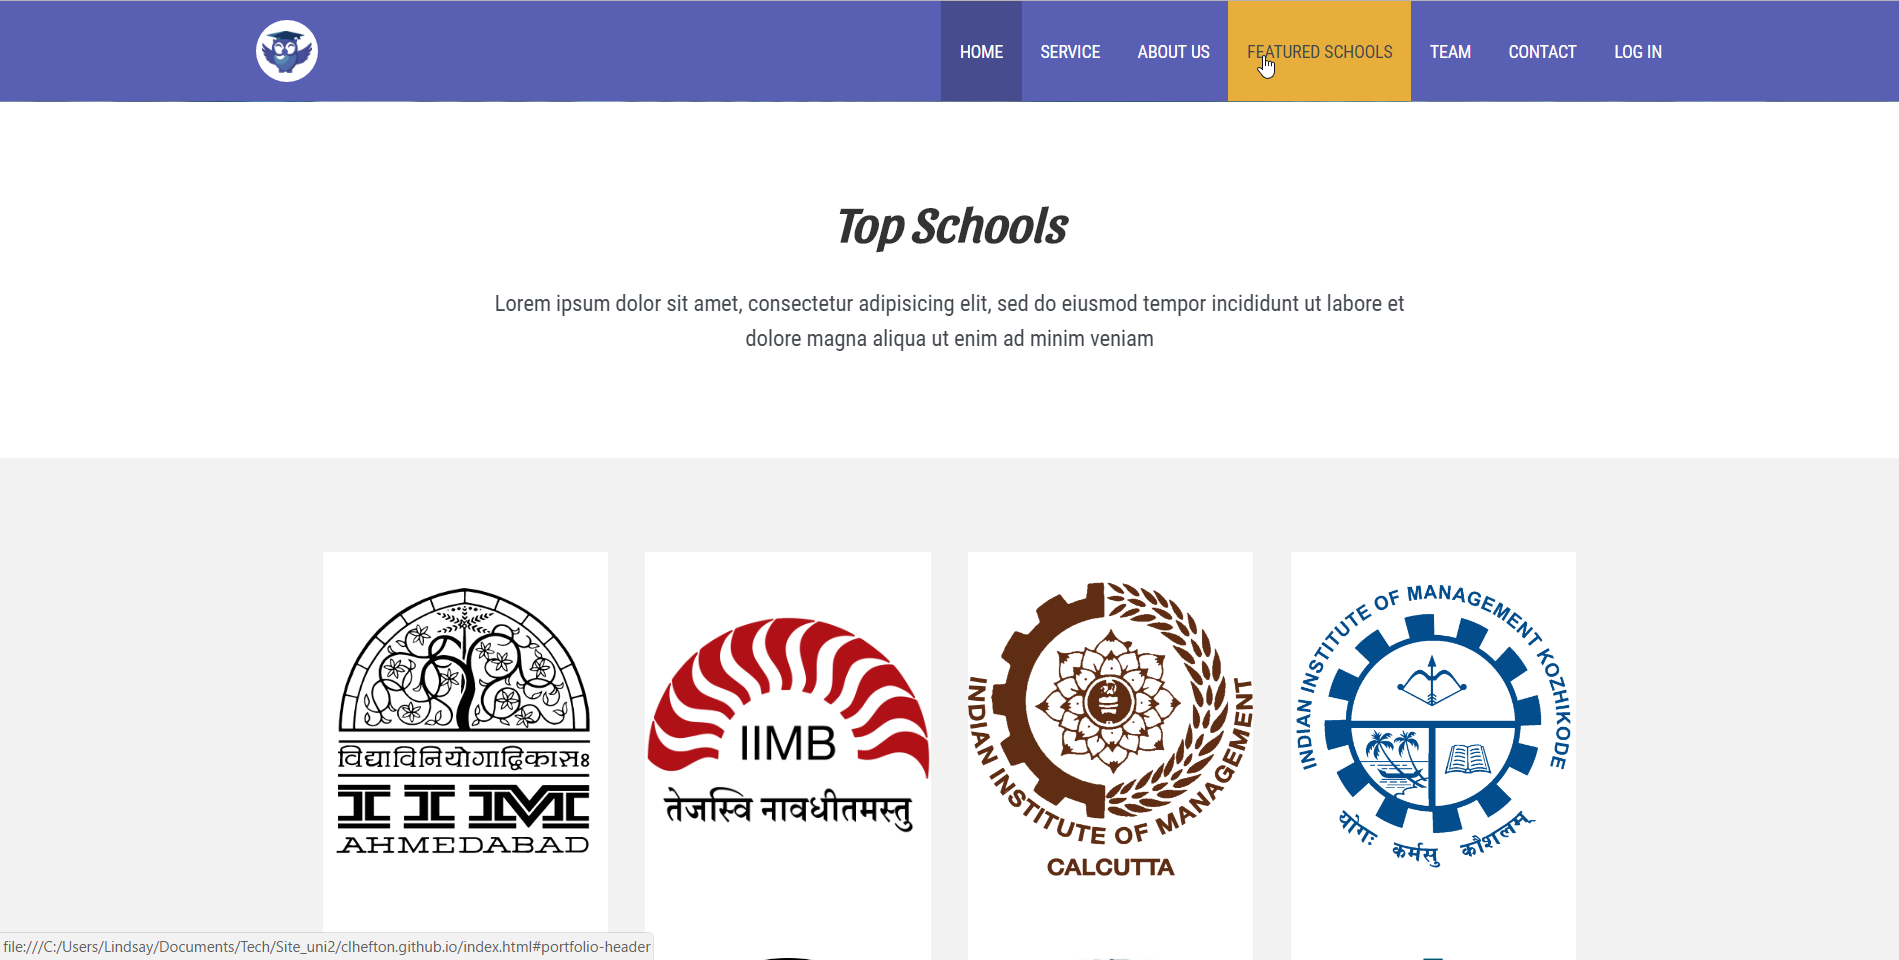 HOME SERVICE ABOUT US FEATURED SCHOOLS TEAM CONTACT LOG IN
Top Schools
Lorem ipsum dolor sit amet, consectetur adipisicing elit, sed do eiusmod tempor incididunt ut labore et
dolore magna aliqua ut enim ad minim veniam
विद्याविनियोगाद्विकासः
IIM
AHMEDABAD
IIMB
तेजस्वि नावधीतमस्तु
INDIAN INSTITUTE OF MANAGEMENT
CALCUTTA
INDIAN INSTITUTE OF MANAGEMENT KOZHIKODE
योगः कर्मसु कौशलम्
file:///C:/Users/Lindsay/Documents/Tech/Site_uni2/clhefton.github.io/index.html#portfolio-header